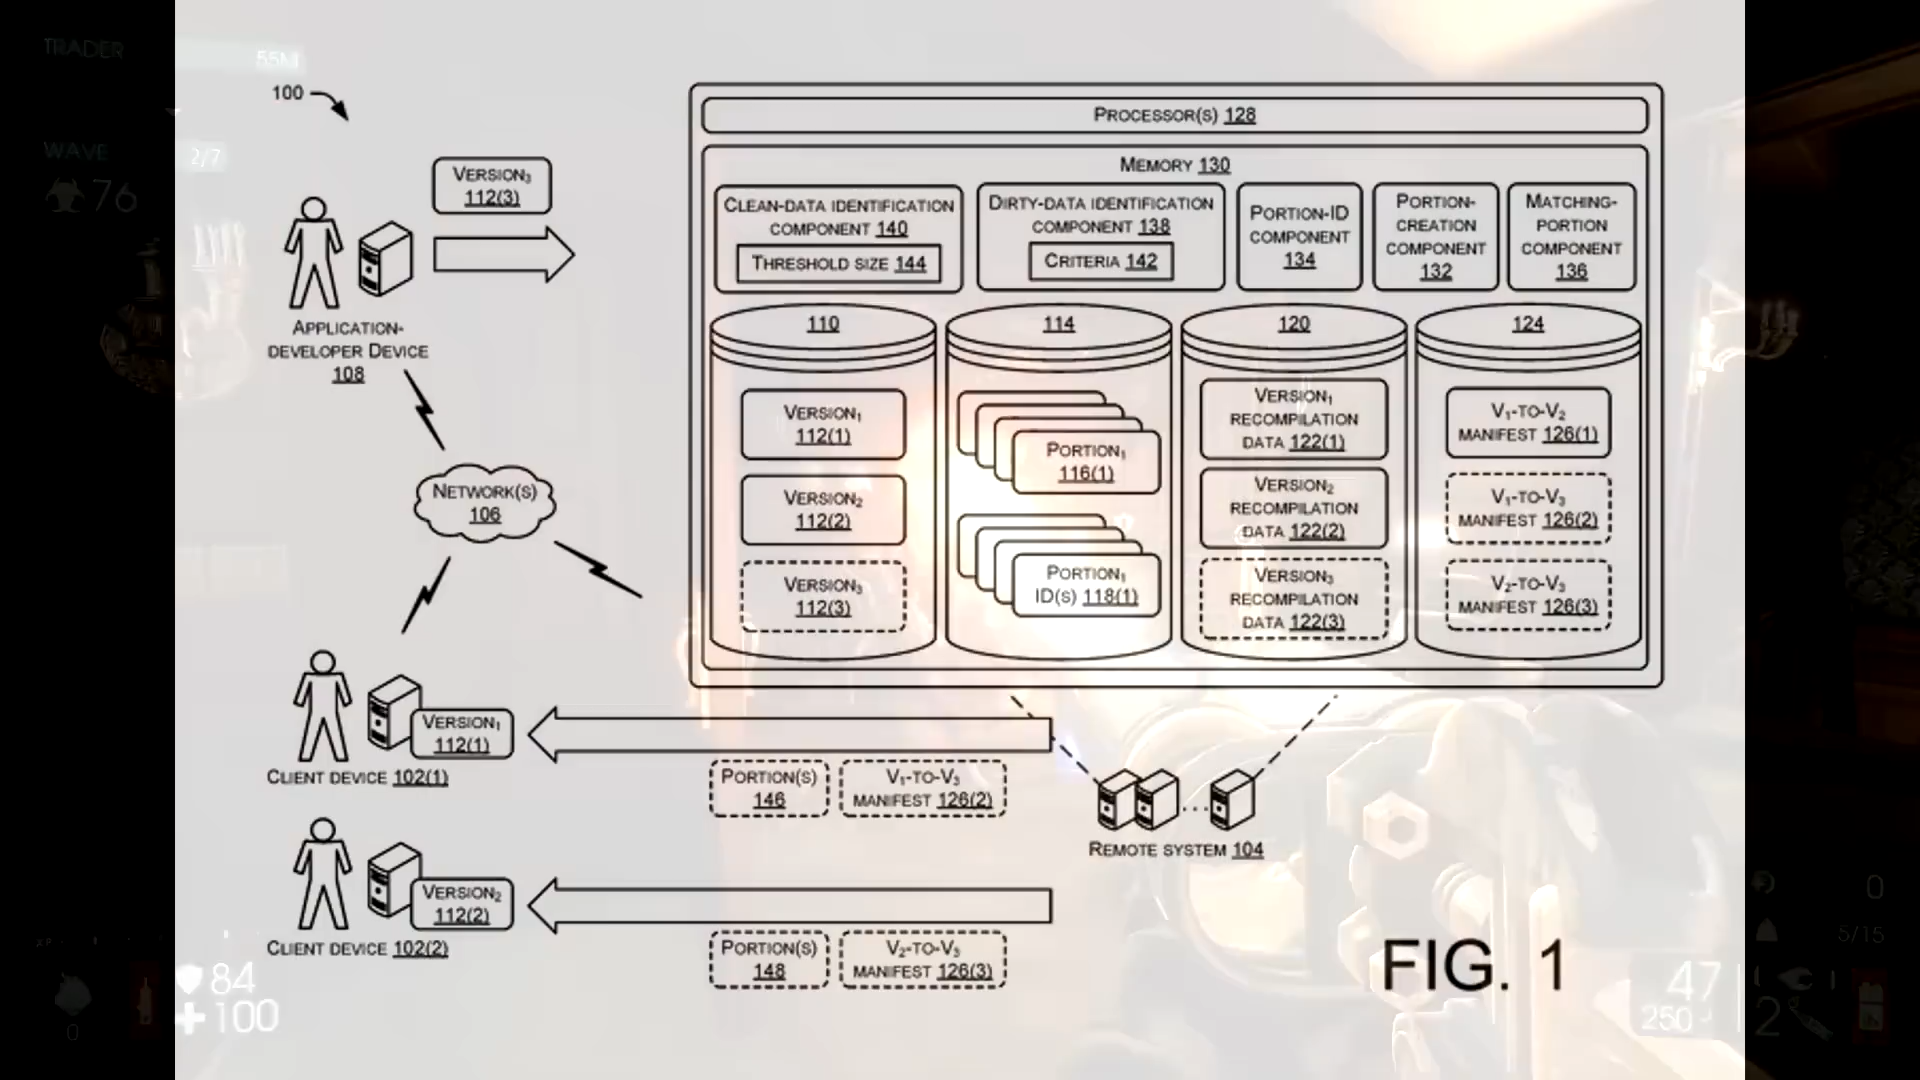 TRADER
55M
WAVE
76
2/7
100
VERSION3
112(3)
APPLICATION-
DEVELOPER DEVICE
108
NETWORK(S)
106
PROCESSOR(S) 128
MEMORY 130
CLEAN-DATA IDENTIFICATION
COMPONENT 140
THRESHOLD SIZE 144
DIRTY-DATA IDENTIFICATION
COMPONENT 138
CRITERIA 142
PORTION-ID
COMPONENT
134
PORTION-
CREATION
COMPONENT
132
MATCHING-
PORTION
COMPONENT
136
110
VERSION1
112(1)
VERSION2
112(2)
VERSION3
112(3)
114
PORTION1
116(1)
PORTION1
ID(S) 118(1)
120
VERSION1
RECOMPILATION
DATA 122(1)
VERSION2
RECOMPILATION
DATA 122(2)
VERSION3
RECOMPILATION
DATA 122(3)
124
V1-TO-V2
MANIFEST 126(1)
V1-TO-V3
MANIFEST 126(2)
V2-TO-V3
MANIFEST 126(3)
VERSION1
112(1)
CLIENT DEVICE 102(1)
PORTION(S)
146
V1-TO-V3
MANIFEST 126(2)
REMOTE SYSTEM 104
VERSION2
112(2)
CLIENT DEVICE 102(2)
PORTION(S)
148
V2-TO-V3
MANIFEST 126(3)
FIG. 1
84
100
0
47
250
0
5/15
2